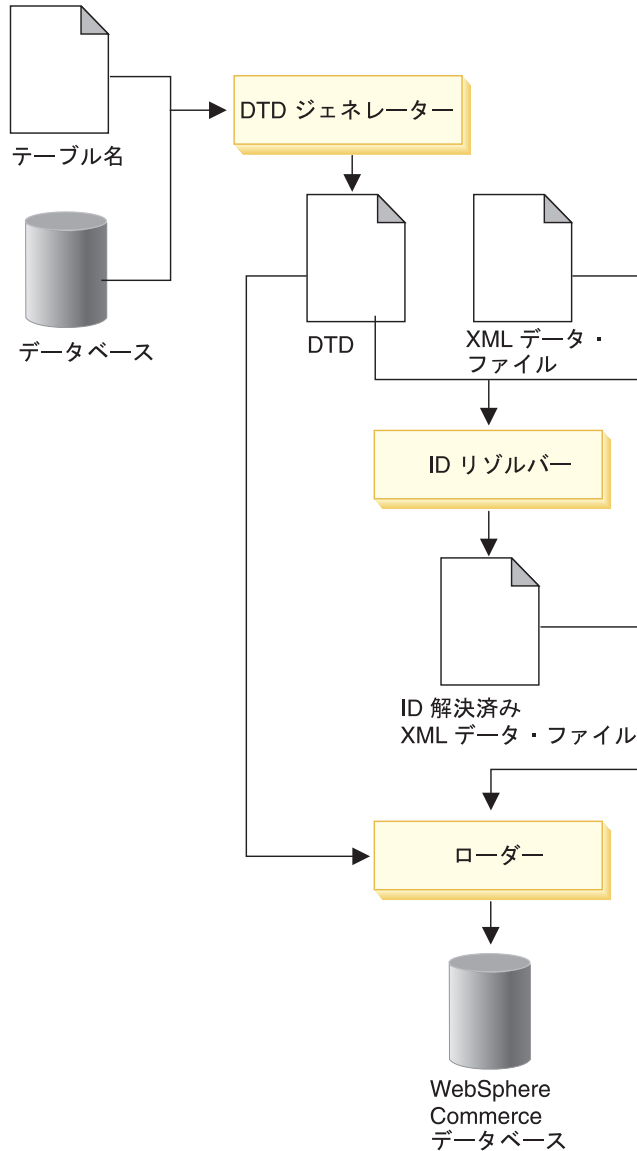 DTD ジェネレーター
テーブル名
データベース
DTD
XML データ・
ファイル
ID リゾルバー
ID 解決済み
XML データ・ファイル
ローダー
WebSphere
Commerce
データベース